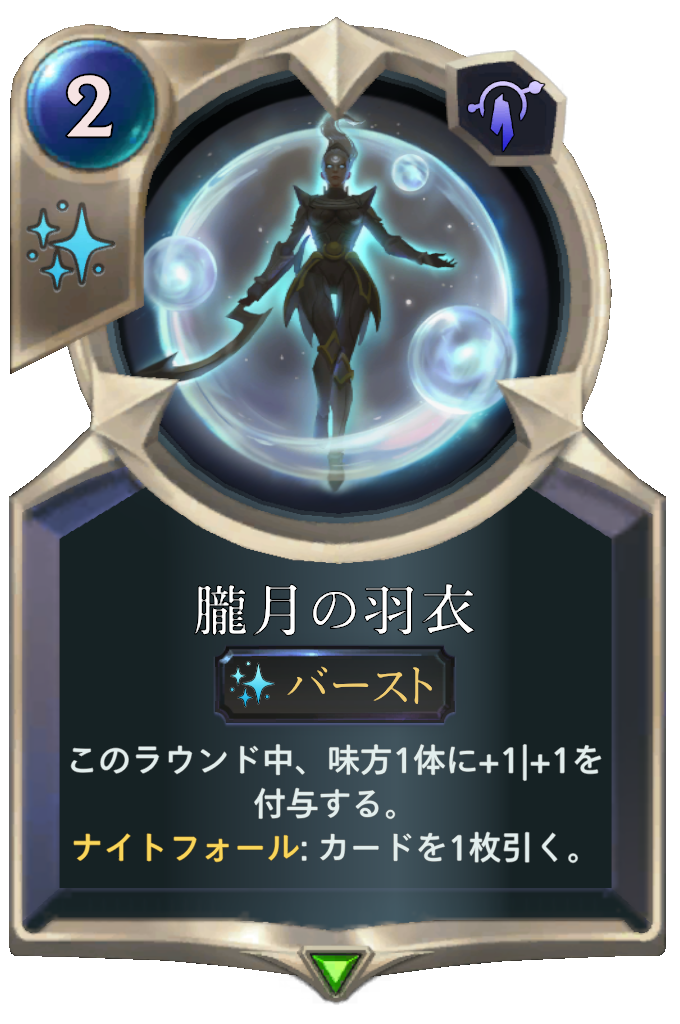 2
朧月の羽衣
バースト
このラウンド中、味方1体に+1|+1を
付与する。
ナイトフォール: カードを1枚引く。